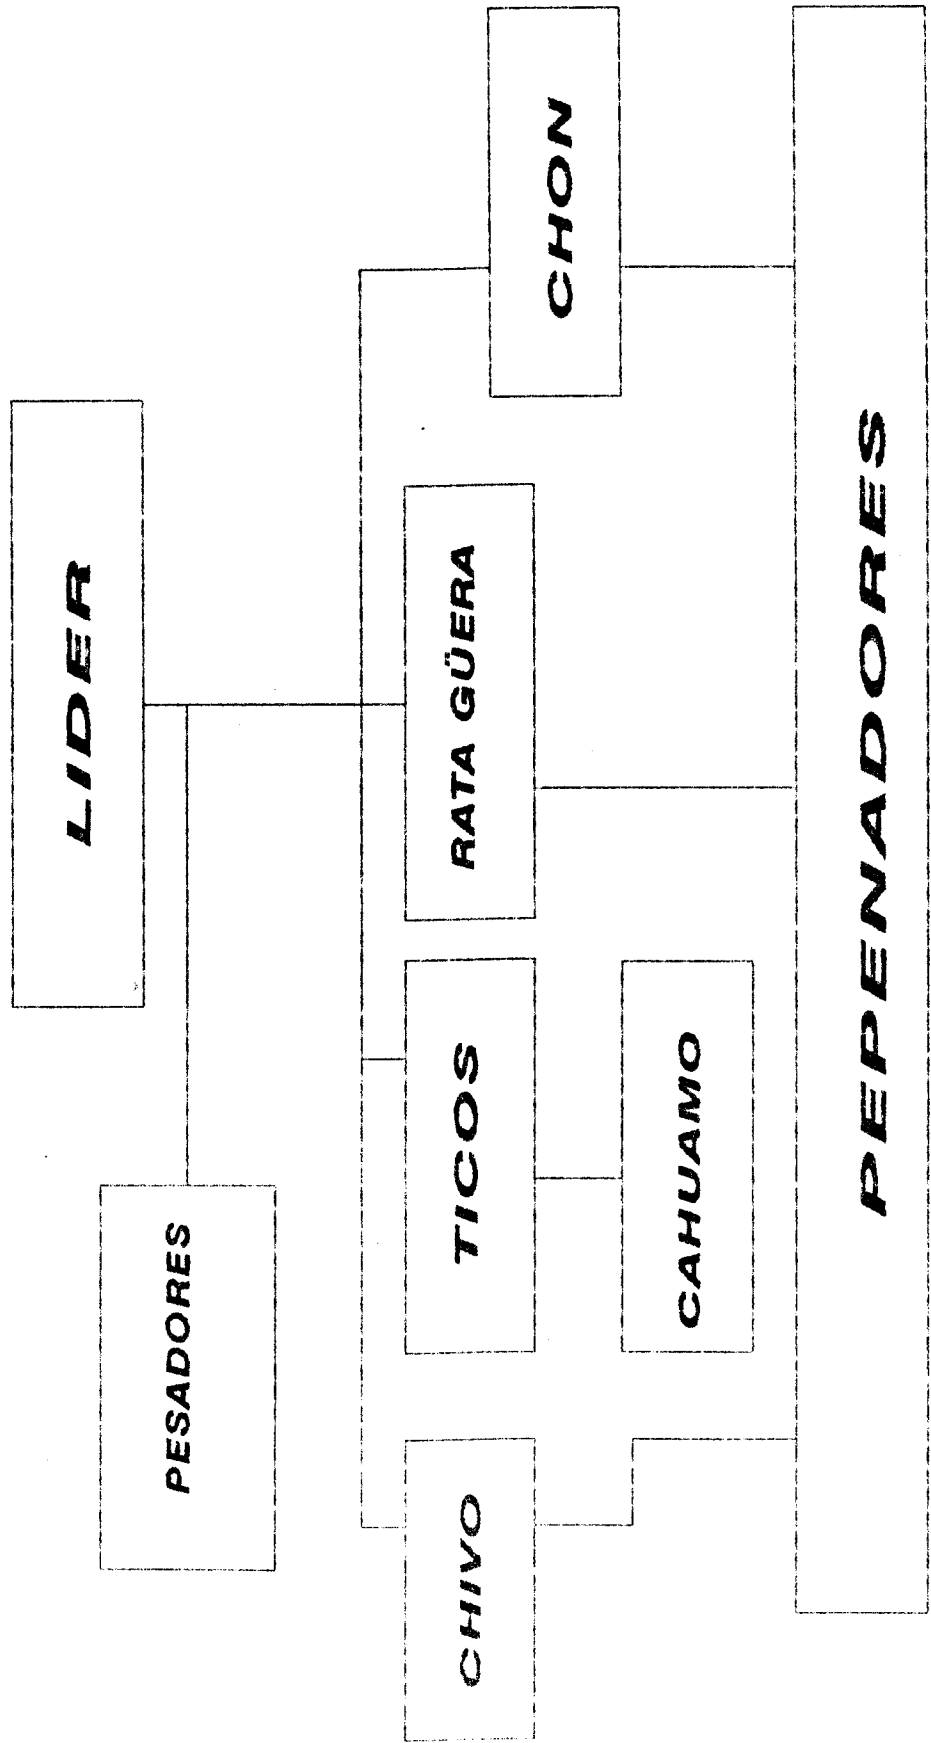 LIDER
PESADORES
CHIVO
TICOS
RATA GÜERA
CHON
CAHUAMO
PEPENADORES